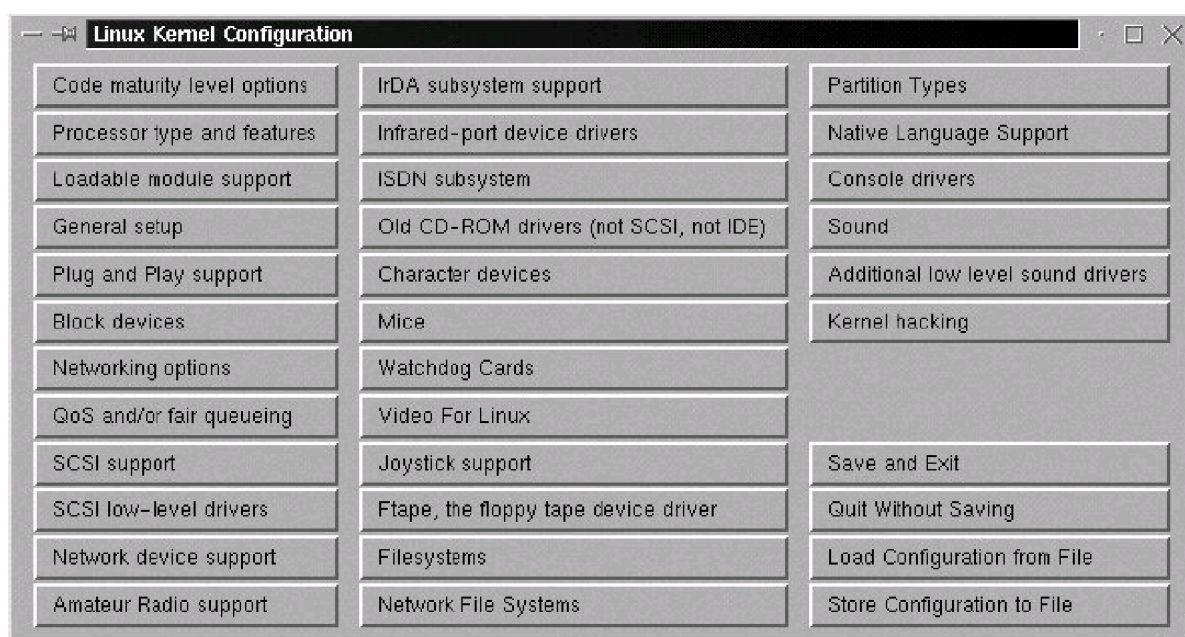 Linux Kernel Configuration
Code maturity level options
Processor type and features
Loadable module support
General setup
Plug and Play support
Block devices
Networking options
QoS and/or fair queueing
SCSI support
SCSI low-level drivers
Network device support
Amateur Radio support
IrDA subsystem support
Infrared-port device drivers
ISDN subsystem
Old CD-ROM drivers (not SCSI, not IDE)
Character devices
Mice
Watchdog Cards
Video For Linux
Joystick support
Ftape, the floppy tape device driver
Filesystems
Network File Systems
Partition Types
Native Language Support
Console drivers
Sound
Additional low level sound drivers
Kernel hacking
Save and Exit
Quit Without Saving
Load Configuration from File
Store Configuration to File